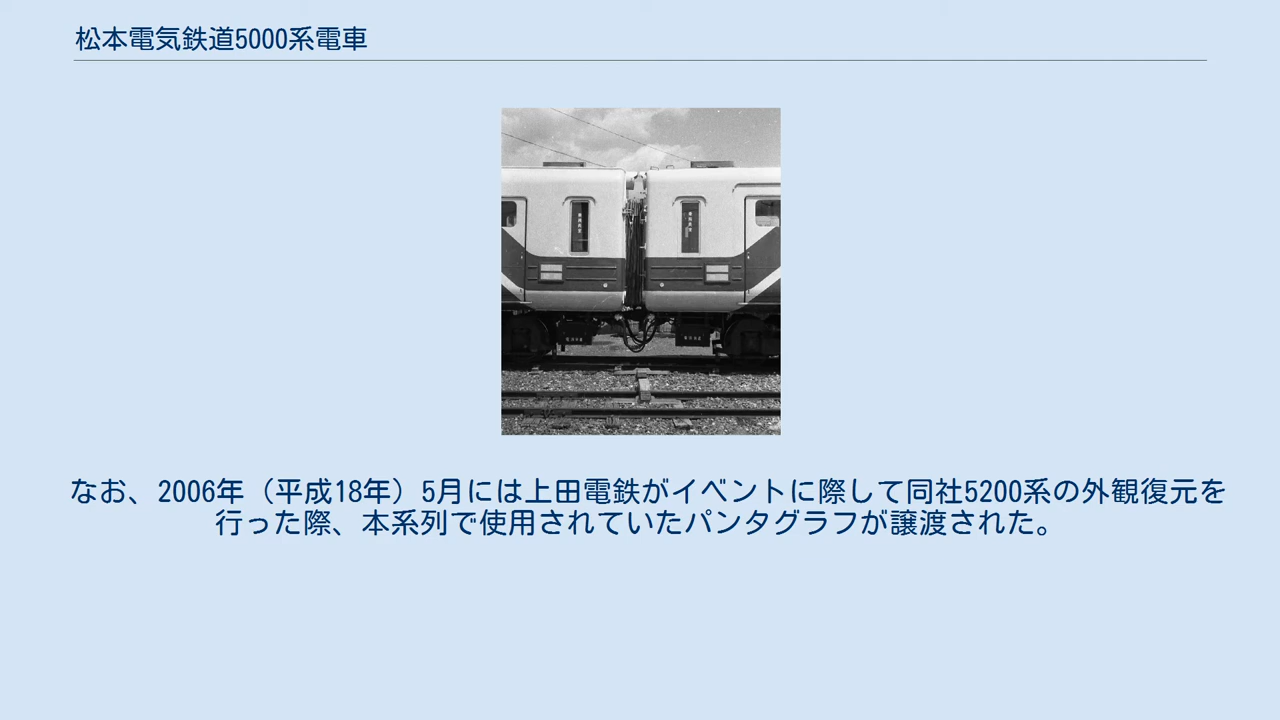 松本電気鉄道5000系電車
なお、2006年（平成18年）5月には上田電鉄がイベントに際して同社5200系の外観復元を
行った際、本系列で使用されていたパンタグラフが譲渡された。